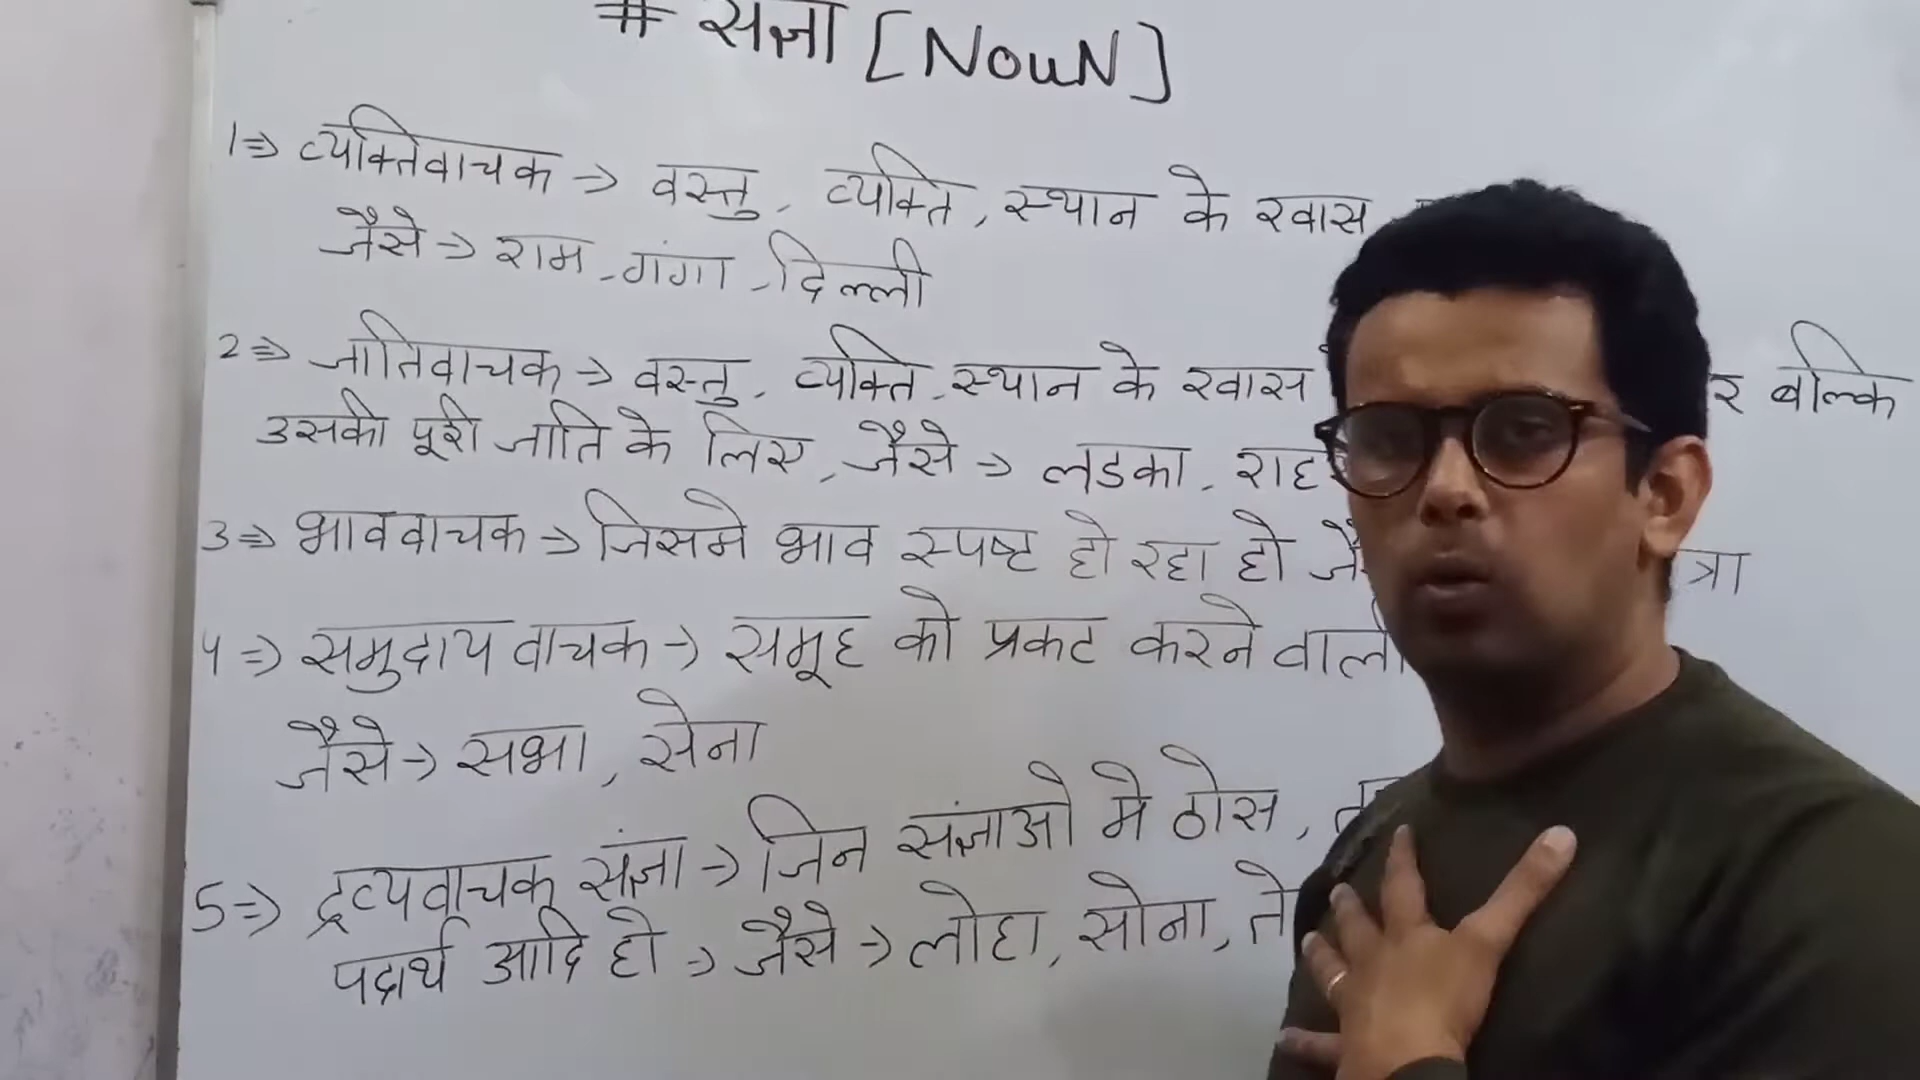 # संज्ञा [NouN]
1⇒ व्यक्तिवाचक → वस्तु, व्यक्ति, स्थान के खास
जैसे → राम, गंगा, दिल्ली
2⇒ जातिवाचक → वस्तु, व्यक्ति, स्थान के खास बल्कि
उसकी पूरी जाति के लिए, जैसे → लडका,
3⇒ भाववाचक → जिसमे भाव स्पष्ट हो रहा हो
4⇒ समुदाय वाचक → समूह को प्रकट करने
जैसे → सभा, सेना
5⇒ द्रव्यवाचक संज्ञा → जिन संज्ञाओ मे ठोस,
पदार्थ आदि हो → जैसे → लोहा, सोना,